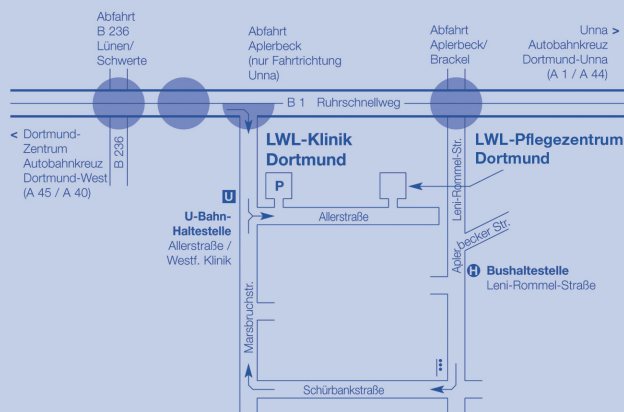 Abfahrt
B 236
Lünen/
Schwerte
Abfahrt
Aplerbeck
(nur Fahrtrichtung
Unna)
Abfahrt
Aplerbeck/
Brackel
Unna >
Autobahnkreuz
Dortmund-Unna
(A 1 / A 44)
B 1 Ruhrschnellweg
< Dortmund-
Zentrum
Autobahnkreuz
Dortmund-West
(A 45 / A 40)
B 236
LWL-Klinik
Dortmund
LWL-Pflegezentrum
Dortmund
Leni-Rommel-Str.
P
U
U-Bahn-
Haltestelle
Allerstraße /
Westf. Klinik
Allerstraße
Aplerbecker Str.
H Bushaltestelle
Leni-Rommel-Straße
Marsbruchstr.
Schürbankstraße